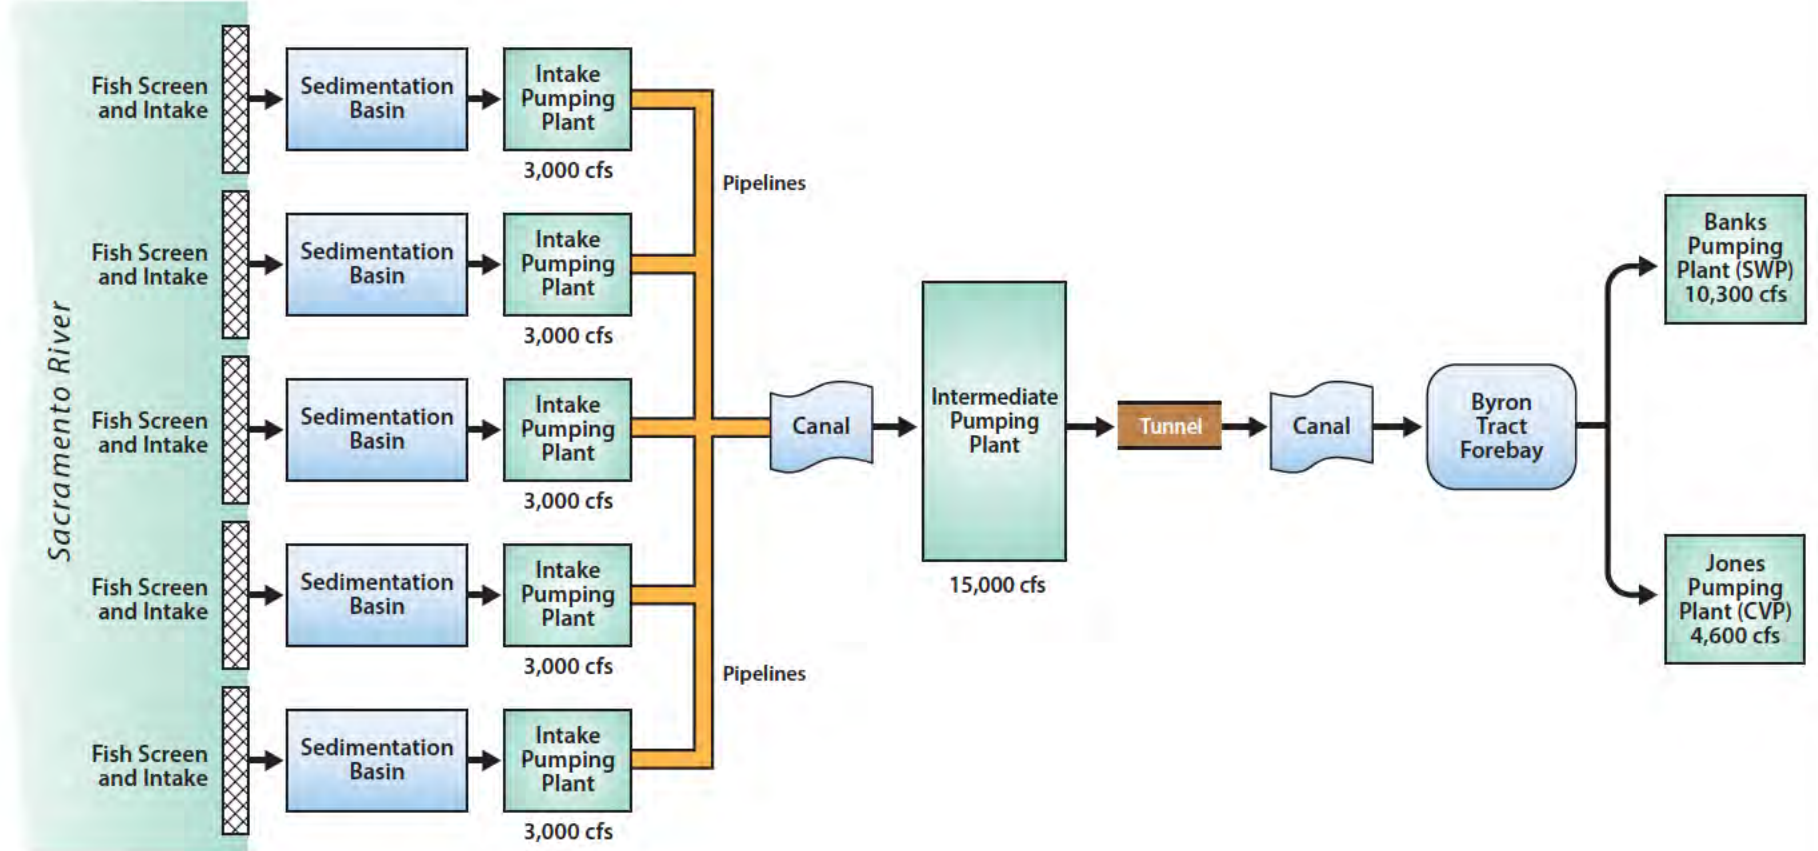 Sacramento River
Fish Screen
and Intake
Sedimentation
Basin
Intake
Pumping
Plant
3,000 cfs
Fish Screen
and Intake
Sedimentation
Basin
Intake
Pumping
Plant
3,000 cfs
Fish Screen
and Intake
Sedimentation
Basin
Intake
Pumping
Plant
3,000 cfs
Fish Screen
and Intake
Sedimentation
Basin
Intake
Pumping
Plant
3,000 cfs
Fish Screen
and Intake
Sedimentation
Basin
Intake
Pumping
Plant
3,000 cfs
Pipelines
Pipelines
Canal
Intermediate
Pumping
Plant
15,000 cfs
Tunnel
Canal
Byron
Tract
Forebay
Banks
Pumping
Plant (SWP)
10,300 cfs
Jones
Pumping
Plant (CVP)
4,600 cfs